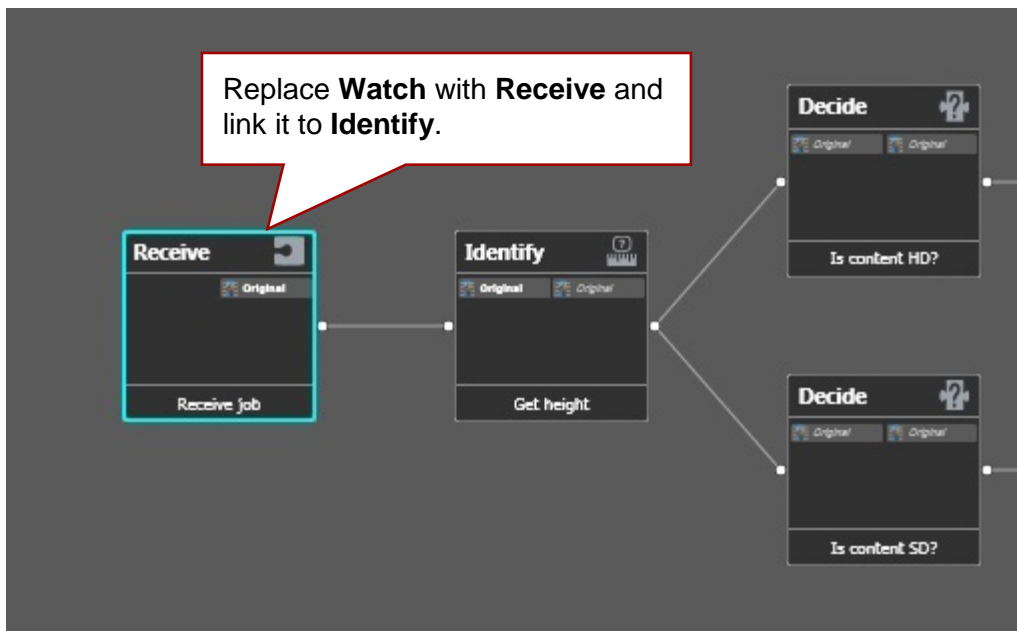 Replace Watch with Receive and
link it to Identify.
Decide
Original Original
Is content HD?
Receive
Original
Receive job
Identify
Original Original
Get height
Decide
Original Original
Is content SD?